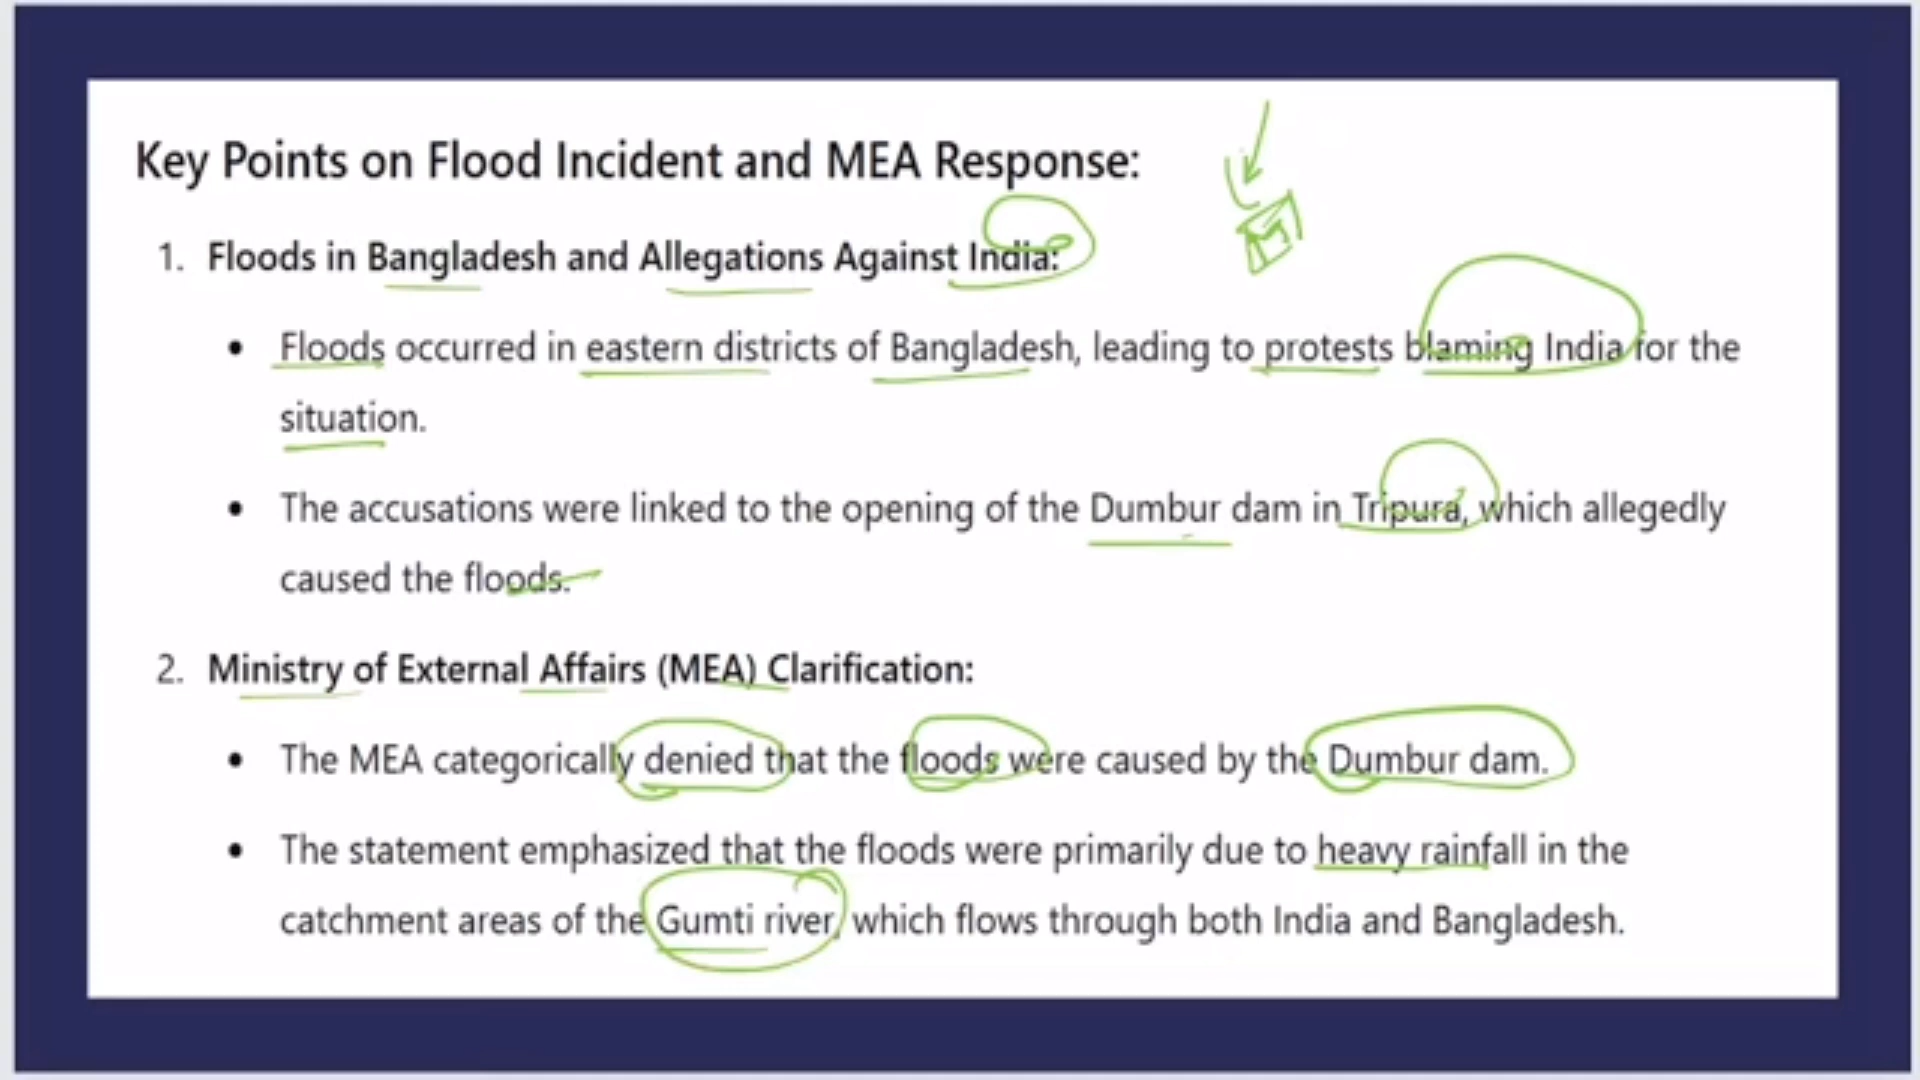 Key Points on Flood Incident and MEA Response:
1. Floods in Bangladesh and Allegations Against India:
• Floods occurred in eastern districts of Bangladesh, leading to protests blaming India for the
situation.
• The accusations were linked to the opening of the Dumbur dam in Tripura, which allegedly
caused the floods.
2. Ministry of External Affairs (MEA) Clarification:
• The MEA categorically denied that the floods were caused by the Dumbur dam.
• The statement emphasized that the floods were primarily due to heavy rainfall in the
catchment areas of the Gumti river, which flows through both India and Bangladesh.